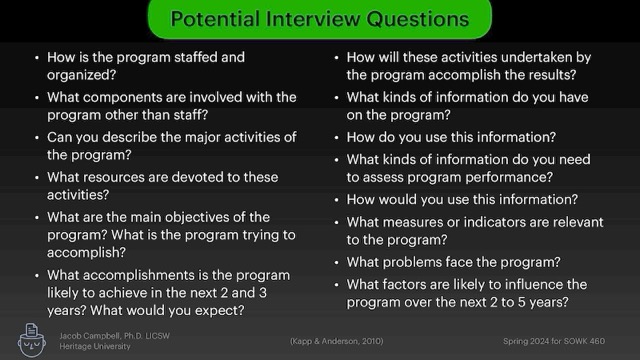 Potential Interview Questions
• How is the program staffed and
organized?
• What components are involved with the
program other than staff?
• Can you describe the major activities of
the program?
• What resources are devoted to these
activities?
• What are the main objectives of the
program? What is the program trying to
accomplish?
• What accomplishments is the program
likely to achieve in the next 2 and 3
years? What would you expect?
• How will these activities undertaken by
the program accomplish the results?
• What kinds of information do you have
on the program?
• How do you use this information?
• What kinds of information do you need
to assess program performance?
• How would you use this information?
• What measures or indicators are relevant
to the program?
• What problems face the program?
• What factors are likely to influence the
program over the next 2 to 5 years?
Jacob Campbell, Ph.D. LICSW
Heritage University
(Kapp & Anderson, 2010)
Spring 2024 for SOWK 460